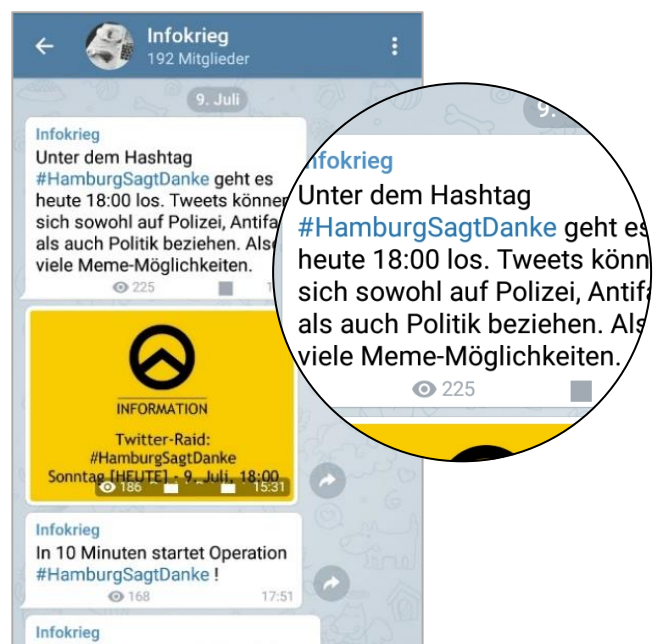 Infokrieg
192 Mitglieder
9. Juli
Infokrieg
Unter dem Hashtag
#HamburgSagtDanke geht es
heute 18:00 los. Tweets können
sich sowohl auf Polizei, Antifa
als auch Politik beziehen. Also
viele Meme-Möglichkeiten.
225
INFORMATION
Twitter-Raid:
#HamburgSagtDanke
Sonntag [HEUTE] - 9. Juli, 18:00
186 15:31
Infokrieg
In 10 Minuten startet Operation
#HamburgSagtDanke !
168 17:51
Infokrieg
9.
nfokrieg
Unter dem Hashtag
#HamburgSagtDanke geht es
heute 18:00 los. Tweets könn
sich sowohl auf Polizei, Antifa
als auch Politik beziehen. Als
viele Meme-Möglichkeiten.
225